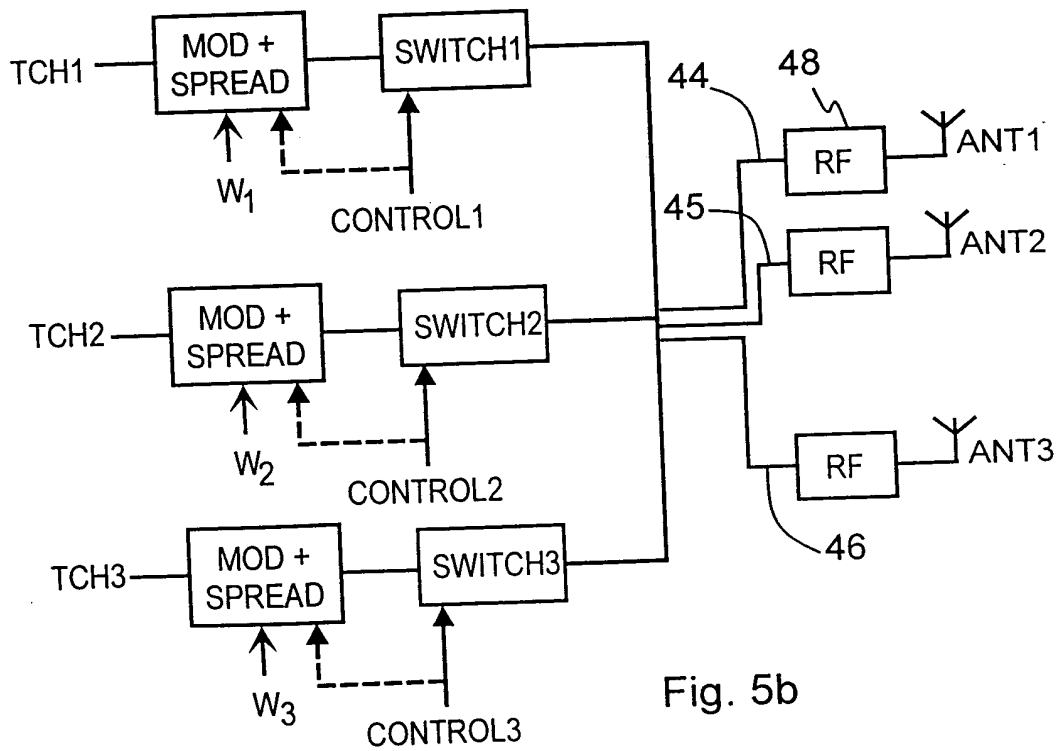 TCH1
MOD +
SPREAD
SWITCH1
W1
CONTROL1
44
48
RF
ANT1
45
RF
ANT2
TCH2
MOD +
SPREAD
SWITCH2
W2
CONTROL2
RF
ANT3
46
TCH3
MOD +
SPREAD
SWITCH3
W3
CONTROL3
Fig. 5b